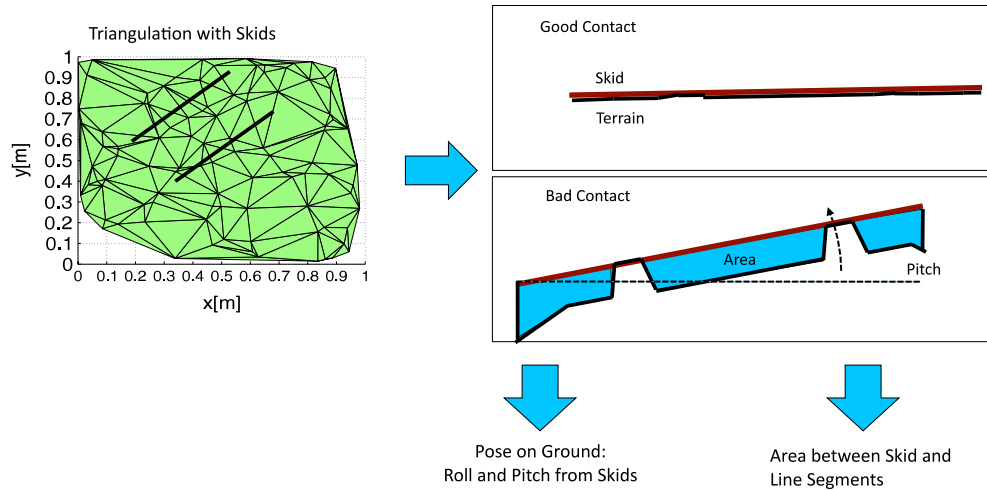 Triangulation with Skids
1
0.9
0.8
0.7
0.6
0.5
0.4
0.3
0.2
0.1
0
y[m]
0 0.1 0.2 0.3 0.4 0.5 0.6 0.7 0.8 0.9 1
x[m]
Good Contact
Skid
Terrain
Bad Contact
Area
Pitch
Pose on Ground:
Roll and Pitch from Skids
Area between Skid and
Line Segments